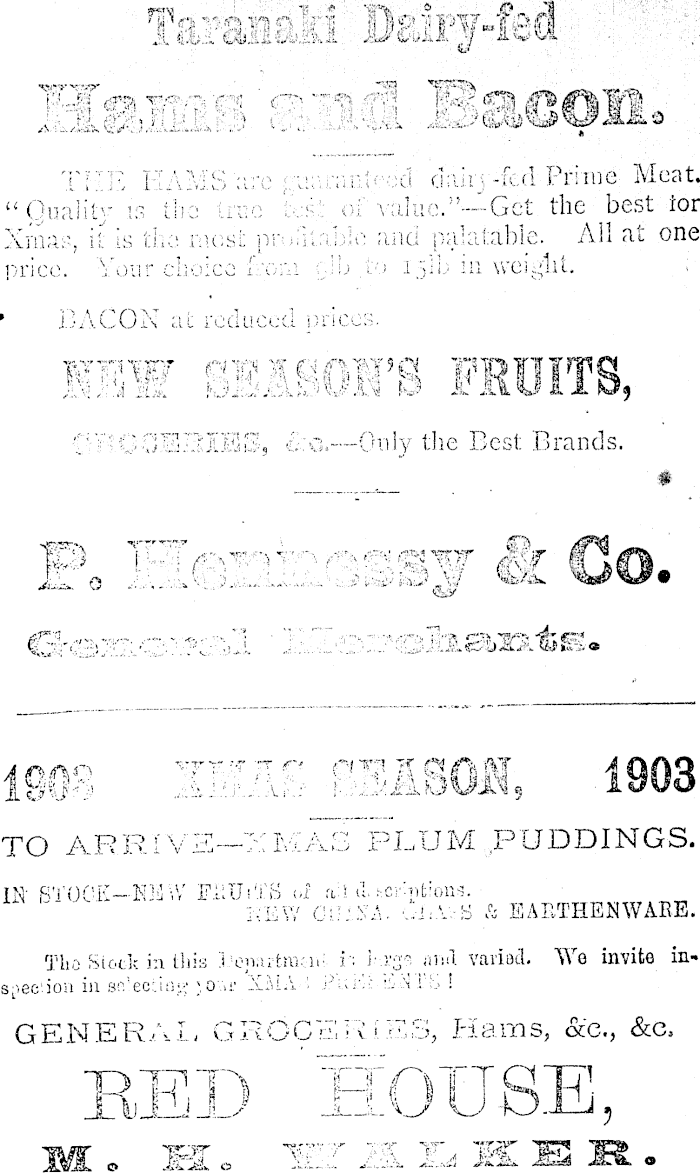 Taranaki Dairy-fed
Hams and Bacon.
THE HAMS are guaranteed dairy-fed Prime Meat.
"Quality is the true test of value."—Get the best for
Xmas, it is the most profitable and palatable. All at one
price. Your choice from 9lb to 15lb in weight.
BACON at reduced prices.
NEW SEASON'S FRUITS,
GROCERIES, &c.—Only the Best Brands.
P. Hennessy & Co.
General Merchants.
1903 XMAS SEASON, 1903
TO ARRIVE—XMAS PLUM PUDDINGS.
IN STOCK—NEW FRUITS of all descriptions.
NEW CHINA, GLASS & EARTHENWARE.
The Stock in this Department is large and varied. We invite in-
spection in selecting your XMAS PRESENTS!
GENERAL GROCERIES, Hams, &c., &c.
RED HOUSE,
M. H. WALKER.